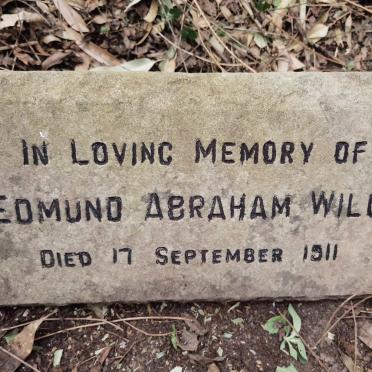 In Loving Memory of
Edmund Abraham Wil
Died 17 September 1911